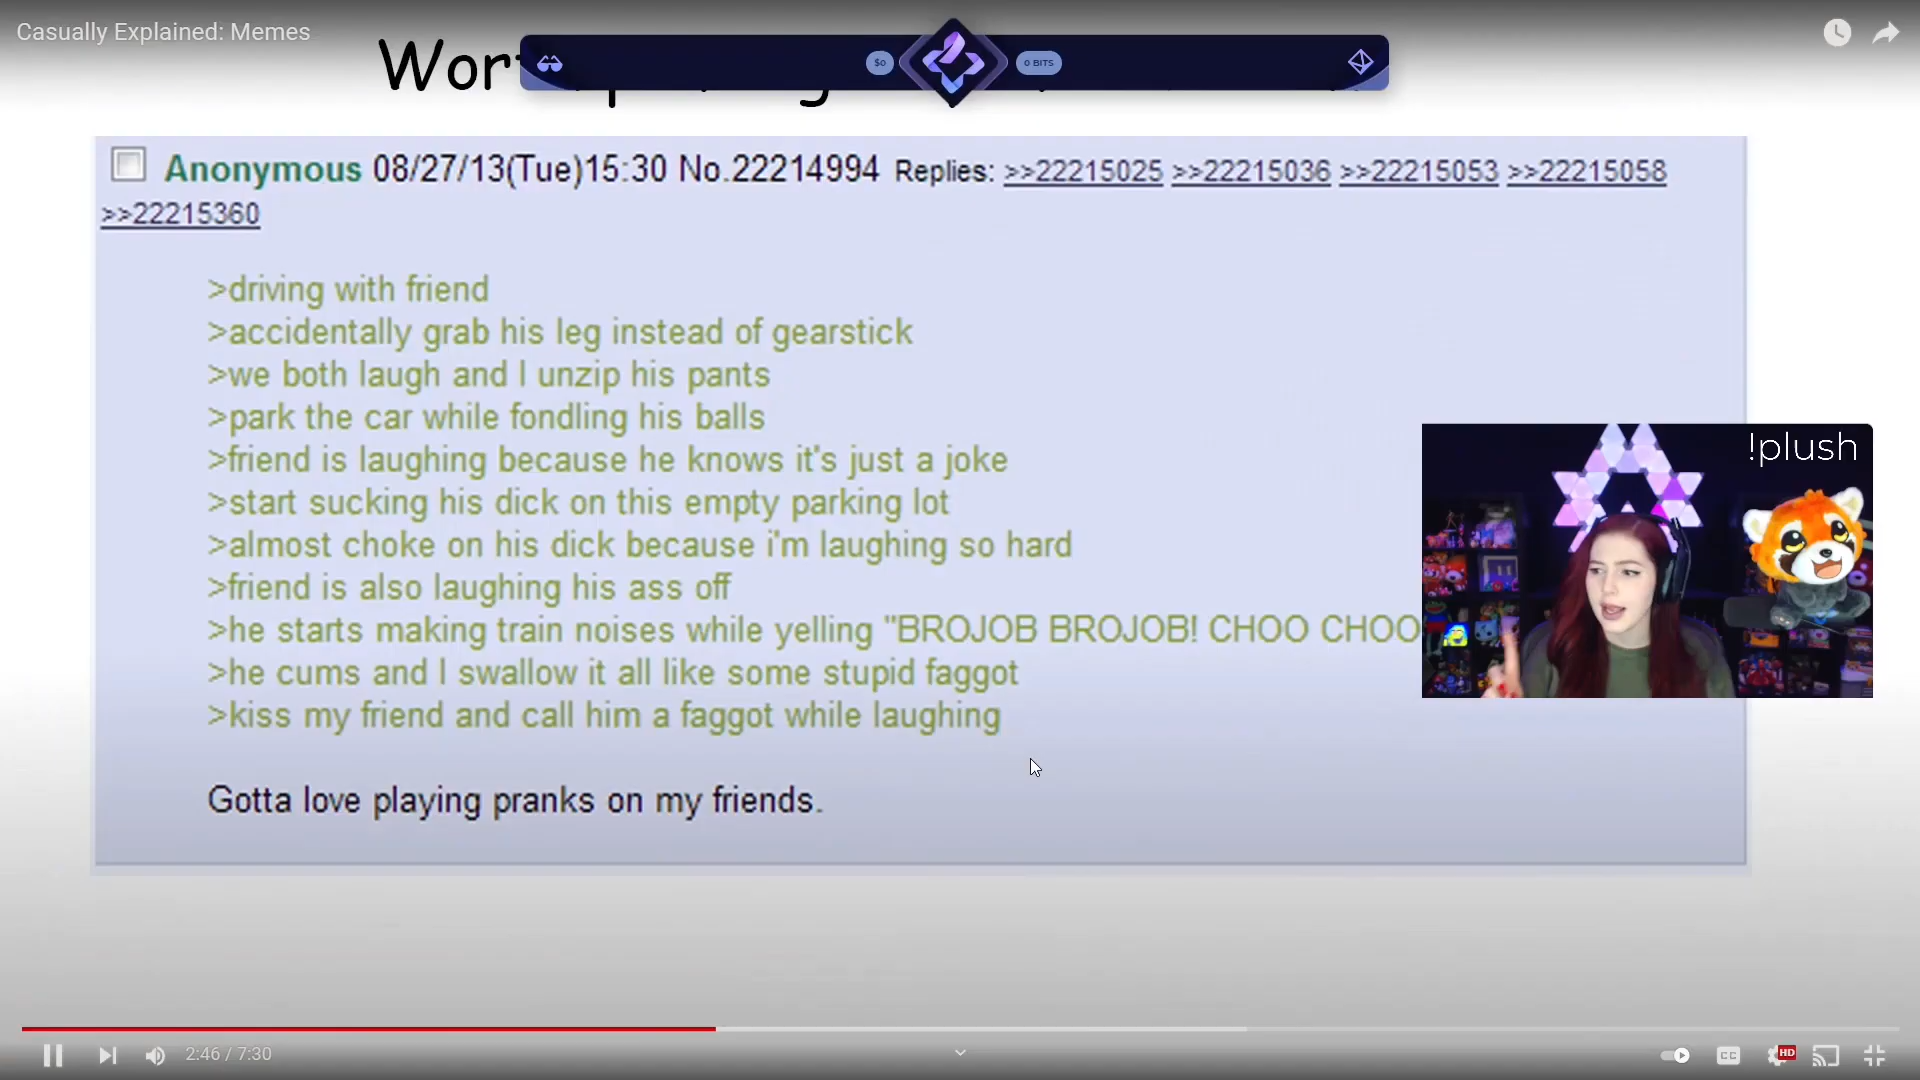 Casually Explained: Memes
$0
0 BITS
Anonymous 08/27/13(Tue)15:30 No.22214994 Replies: >>22215025 >>22215036 >>22215053 >>22215058
>>22215360
>driving with friend
>accidentally grab his leg instead of gearstick
>we both laugh and I unzip his pants
>park the car while fondling his balls
>friend is laughing because he knows it's just a joke
>start sucking his dick on this empty parking lot
>almost choke on his dick because i'm laughing so hard
>friend is also laughing his ass off
>he starts making train noises while yelling "BROJOB BROJOB! CHOO CHOO
>he cums and I swallow it all like some stupid faggot
>kiss my friend and call him a faggot while laughing
Gotta love playing pranks on my friends.
!plush
2:46 / 7:30
CC
HD